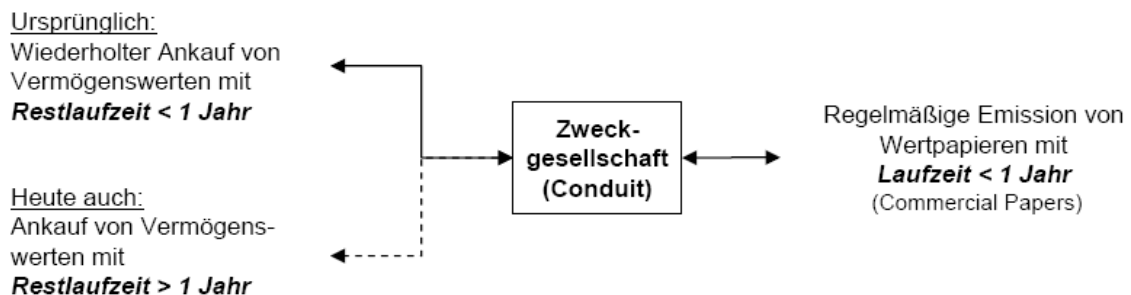 Ursprünglich:
Wiederholter Ankauf von
Vermögenswerten mit
Restlaufzeit < 1 Jahr
Heute auch:
Ankauf von Vermögens-
werten mit
Restlaufzeit > 1 Jahr
Zweck-
gesellschaft
(Conduit)
Regelmäßige Emission von
Wertpapieren mit
Laufzeit < 1 Jahr
(Commercial Papers)